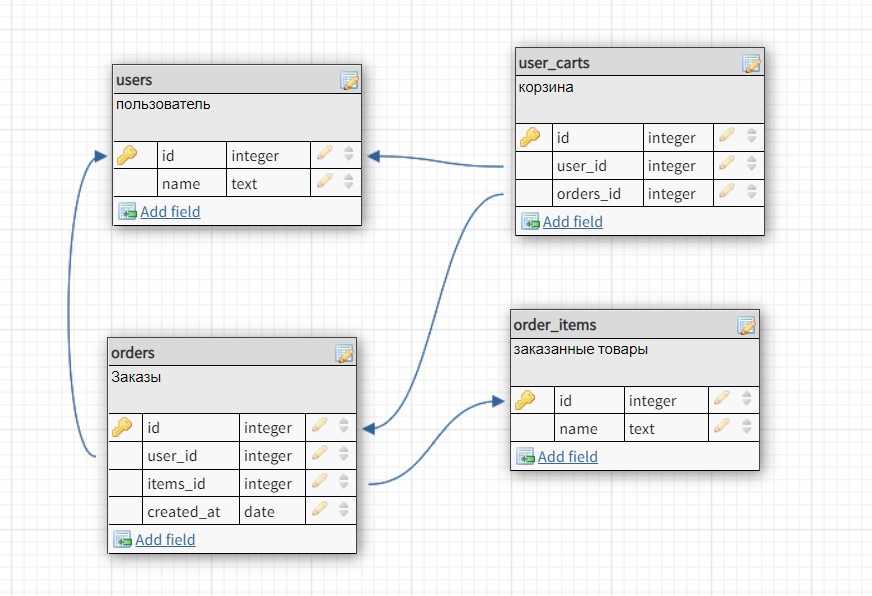 users
пользователь
id integer
name text
Add field
user_carts
корзина
id integer
user_id integer
orders_id integer
Add field
orders
Заказы
id integer
user_id integer
items_id integer
created_at date
Add field
order_items
заказанные товары
id integer
name text
Add field